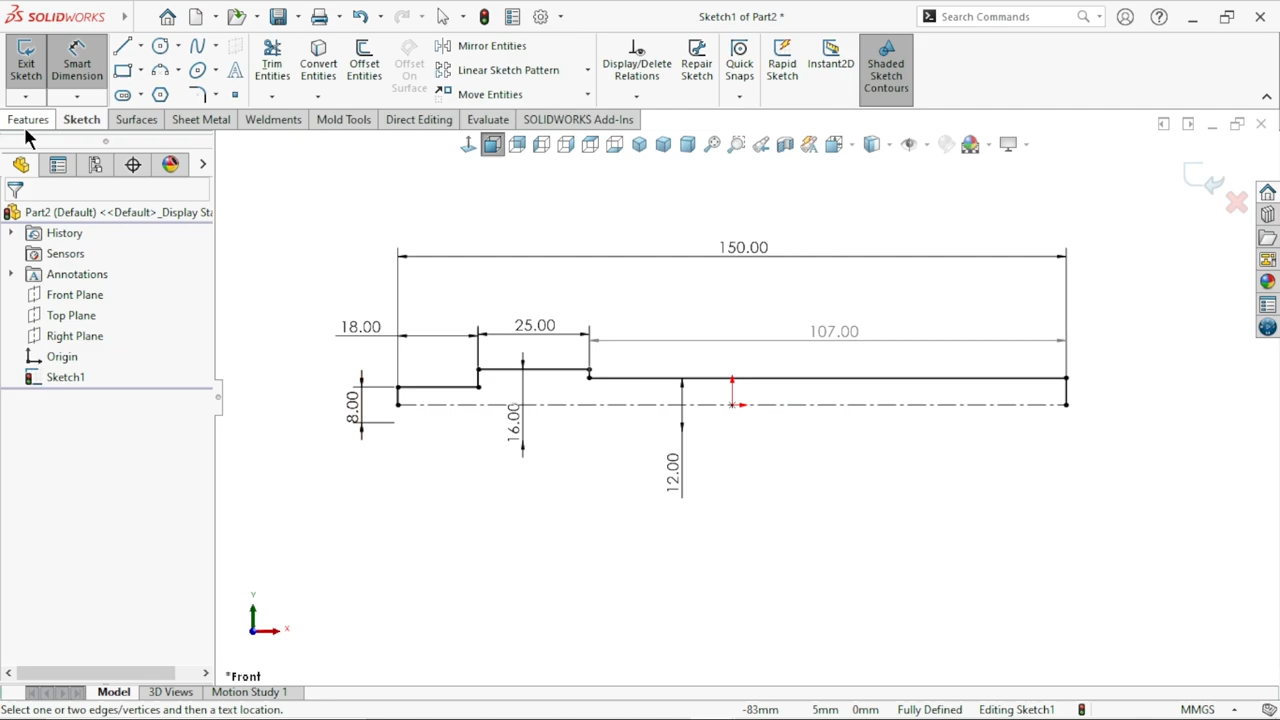 SOLIDWORKS
Sketch1 of Part2 *
Search Commands
Exit Sketch
Smart Dimension
Trim Entities
Convert Entities
Offset Entities
Offset On Surface
Mirror Entities
Linear Sketch Pattern
Move Entities
Display/Delete Relations
Repair Sketch
Quick Snaps
Rapid Sketch
Instant2D
Shaded Sketch Contours
Features
Sketch
Surfaces
Sheet Metal
Weldments
Mold Tools
Direct Editing
Evaluate
SOLIDWORKS Add-Ins
Part2 (Default) <<Default>_Display Sta
History
Sensors
Annotations
Front Plane
Top Plane
Right Plane
Origin
Sketch1
150.00
18.00
25.00
107.00
8.00
16.00
12.00
Y
X
*Front
Model
3D Views
Motion Study 1
Select one or two edges/vertices and then a text location.
-83mm
5mm
0mm
Fully Defined
Editing Sketch1
MMGS